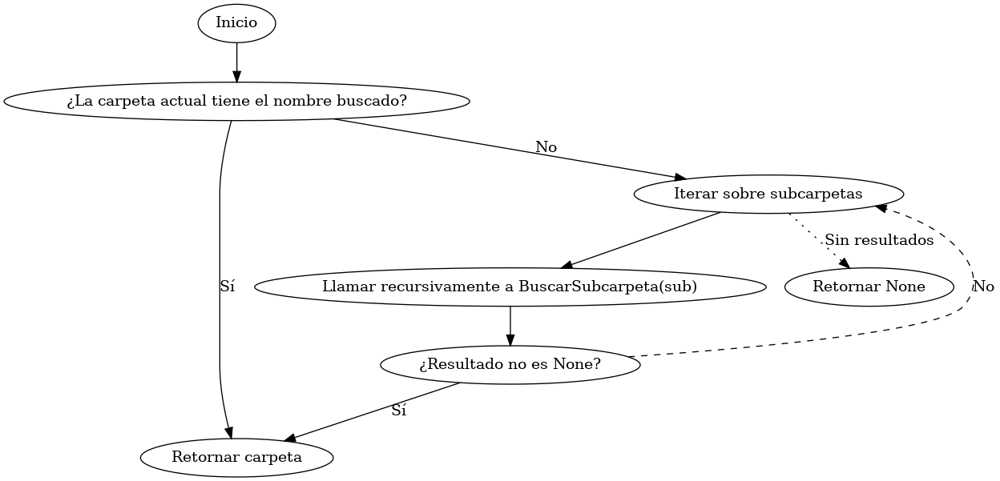 Inicio
¿La carpeta actual tiene el nombre buscado?
No
Iterar sobre subcarpetas
Sin resultados
Sí
Llamar recursivamente a BuscarSubcarpeta(sub)
Retornar None
No
¿Resultado no es None?
Sí
Retornar carpeta